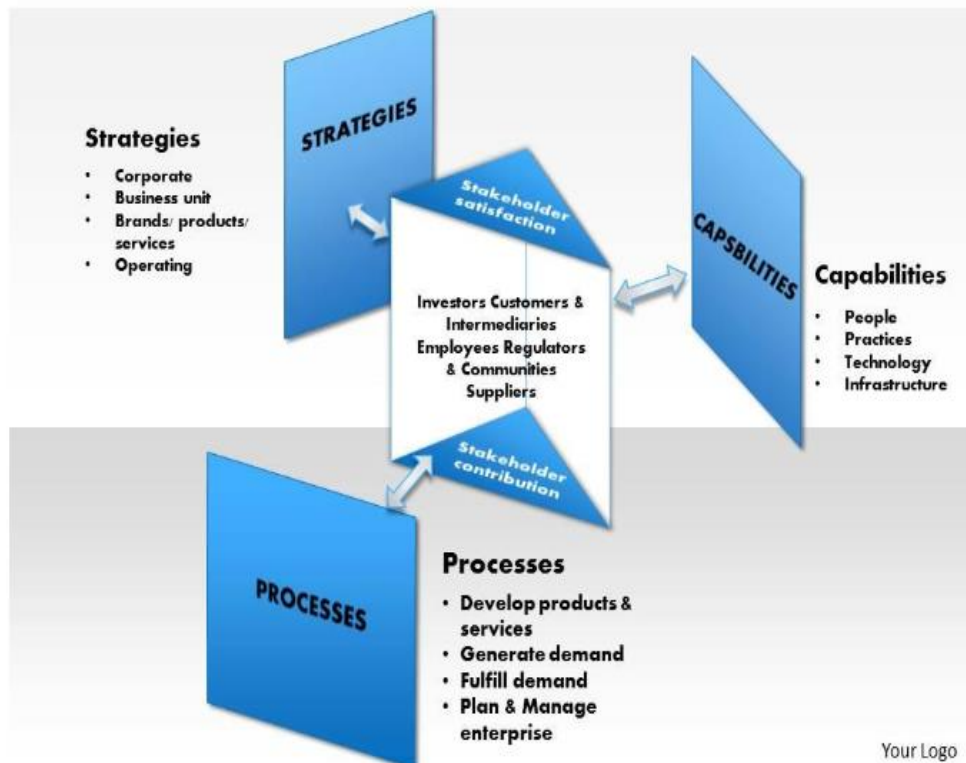 STRATEGIES
Strategies
• Corporate
• Business unit
• Brands/ products/
services
• Operating
Stakeholder
satisfaction
CAPSBILITIES
Capabilities
• People
• Practices
• Technology
• Infrastructure
Investors Customers &
Intermediaries
Employees Regulators
& Communities
Suppliers
Stakeholder
contribution
PROCESSES
Processes
• Develop products &
services
• Generate demand
• Fulfill demand
• Plan & Manage
enterprise
Your Logo